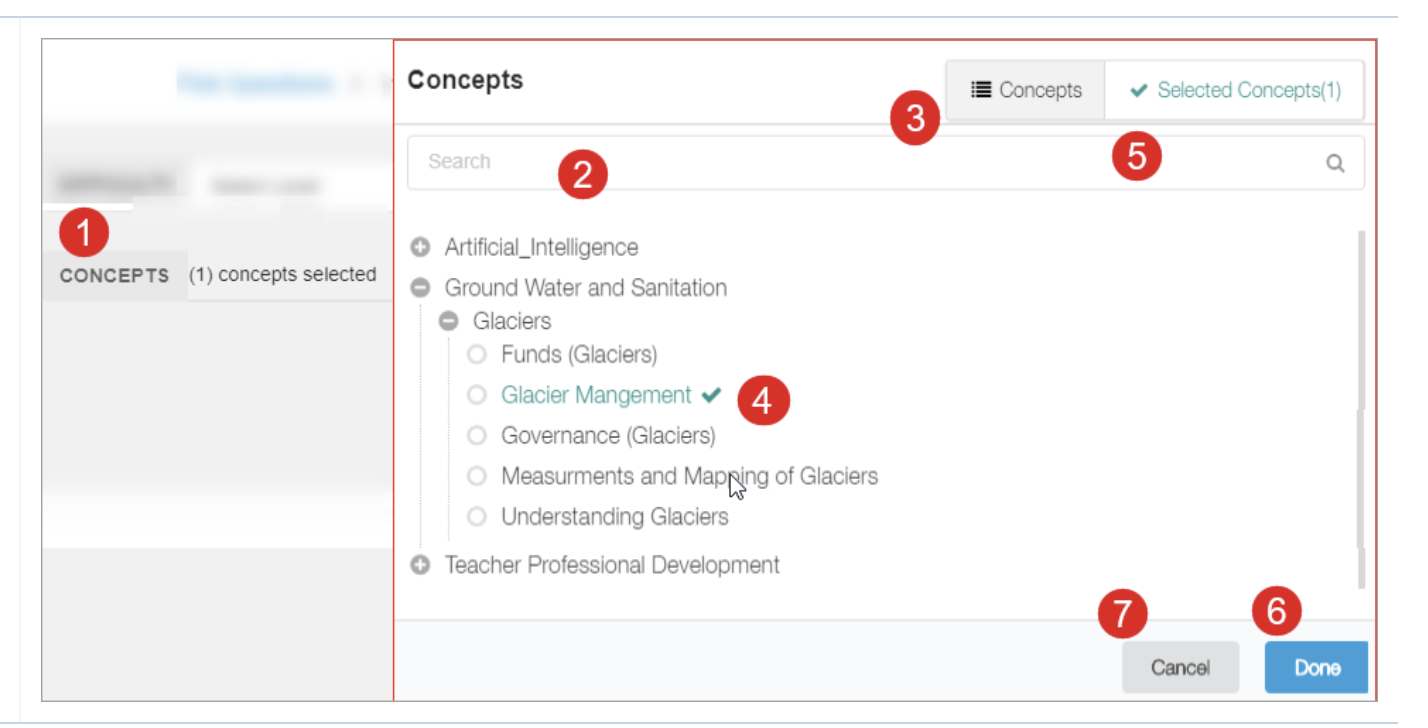 Concepts
Concepts
Selected Concepts(1)
3
Search
2
5
1
CONCEPTS (1) concepts selected
Artificial_Intelligence
Ground Water and Sanitation
Glaciers
Funds (Glaciers)
Glacier Mangement
4
Governance (Glaciers)
Measurments and Mapping of Glaciers
Understanding Glaciers
Teacher Professional Development
7
6
Cancel
Done